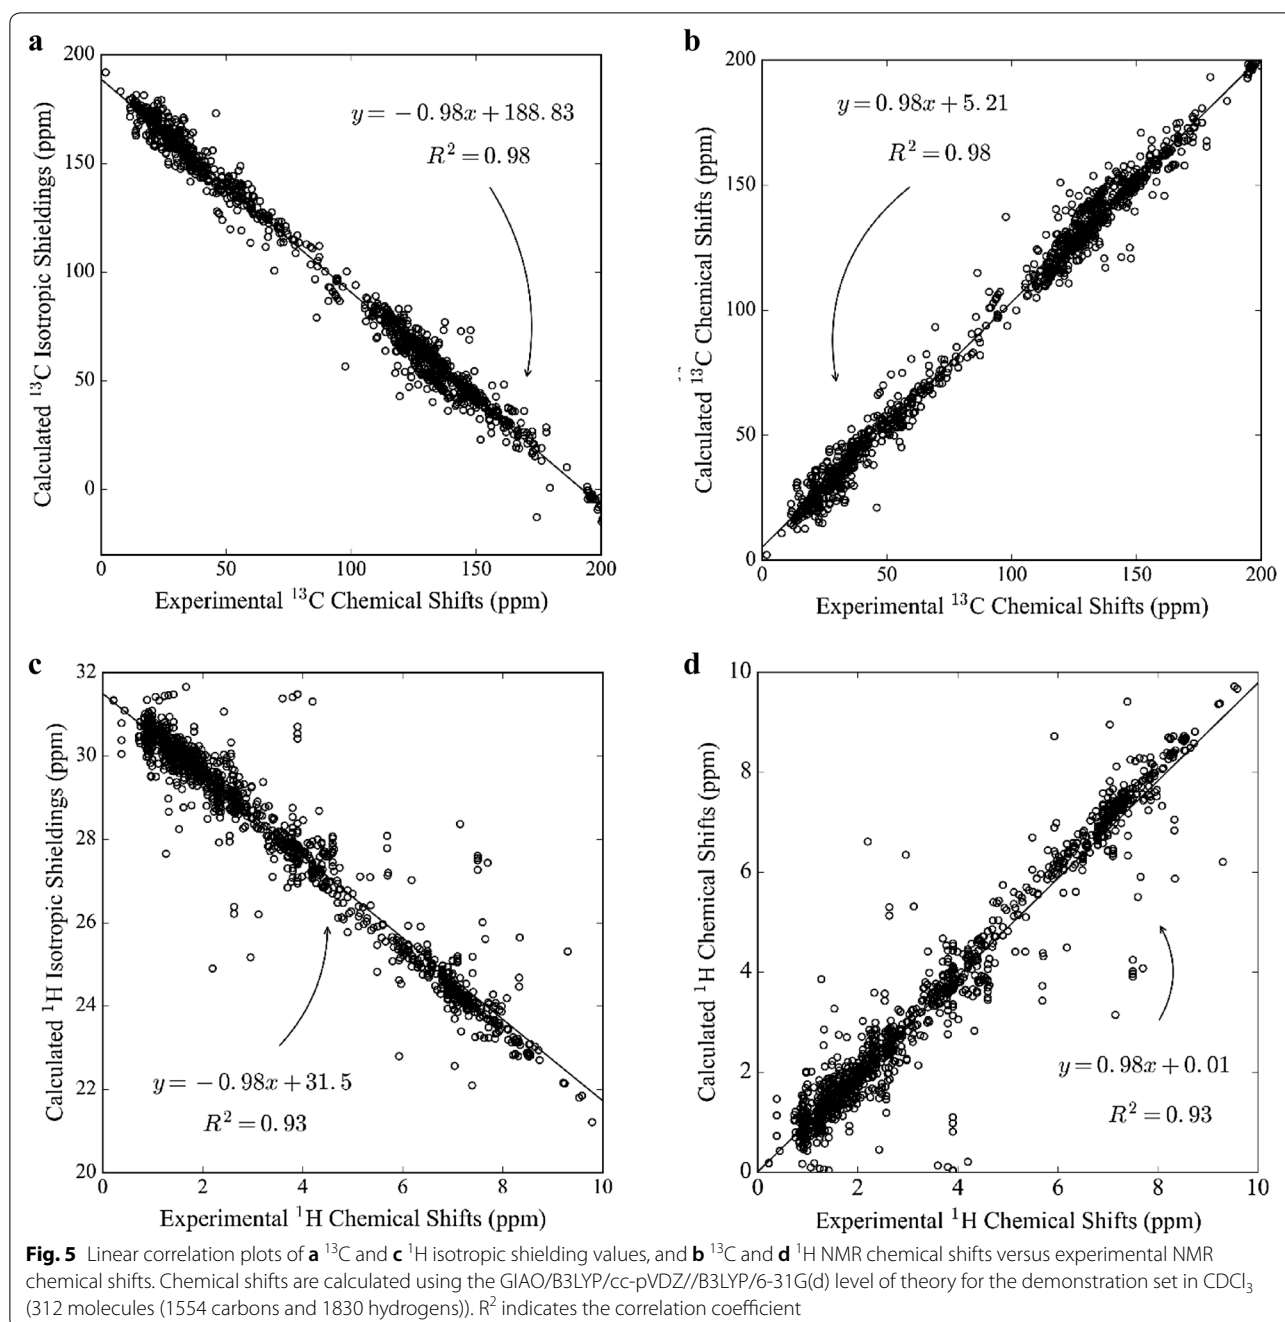 a
200
150
100
50
0
0 50 100 150 200
Calculated ¹³C Isotropic Shieldings (ppm)
y = −0.98x + 188.83
R² = 0.98
Experimental ¹³C Chemical Shifts (ppm)
b
200
150
100
50
0
0 50 100 150 200
Calculated ¹³C Chemical Shifts (ppm)
y = 0.98x + 5.21
R² = 0.98
Experimental ¹³C Chemical Shifts (ppm)
c
32
30
28
26
24
22
20
0 2 4 6 8 10
Calculated ¹H Isotropic Shieldings (ppm)
y = −0.98x + 31.5
R² = 0.93
Experimental ¹H Chemical Shifts (ppm)
d
10
8
6
4
2
0
0 2 4 6 8 10
Calculated ¹H Chemical Shifts (ppm)
y = 0.98x + 0.01
R² = 0.93
Experimental ¹H Chemical Shifts (ppm)
Fig. 5 Linear correlation plots of a ¹³C and c ¹H isotropic shielding values, and b ¹³C and d ¹H NMR chemical shifts versus experimental NMR
chemical shifts. Chemical shifts are calculated using the GIAO/B3LYP/cc-pVDZ//B3LYP/6-31G(d) level of theory for the demonstration set in CDCl₃
(312 molecules (1554 carbons and 1830 hydrogens)). R² indicates the correlation coefficient